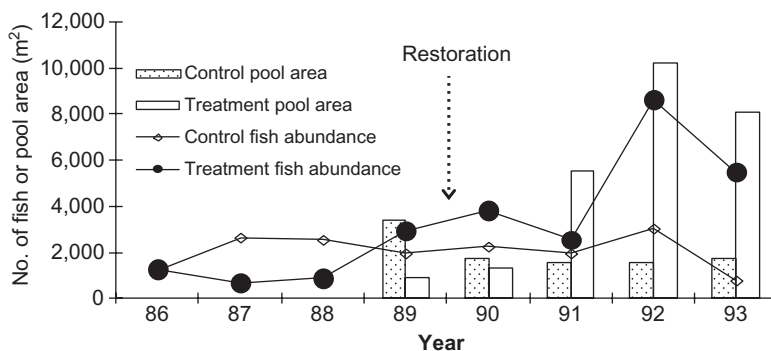 No. of fish or pool area (m²)
12,000
10,000
8,000
6,000
4,000
2,000
0
Restoration
Control pool area
Treatment pool area
Control fish abundance
Treatment fish abundance
86 87 88 89 90 91 92 93
Year